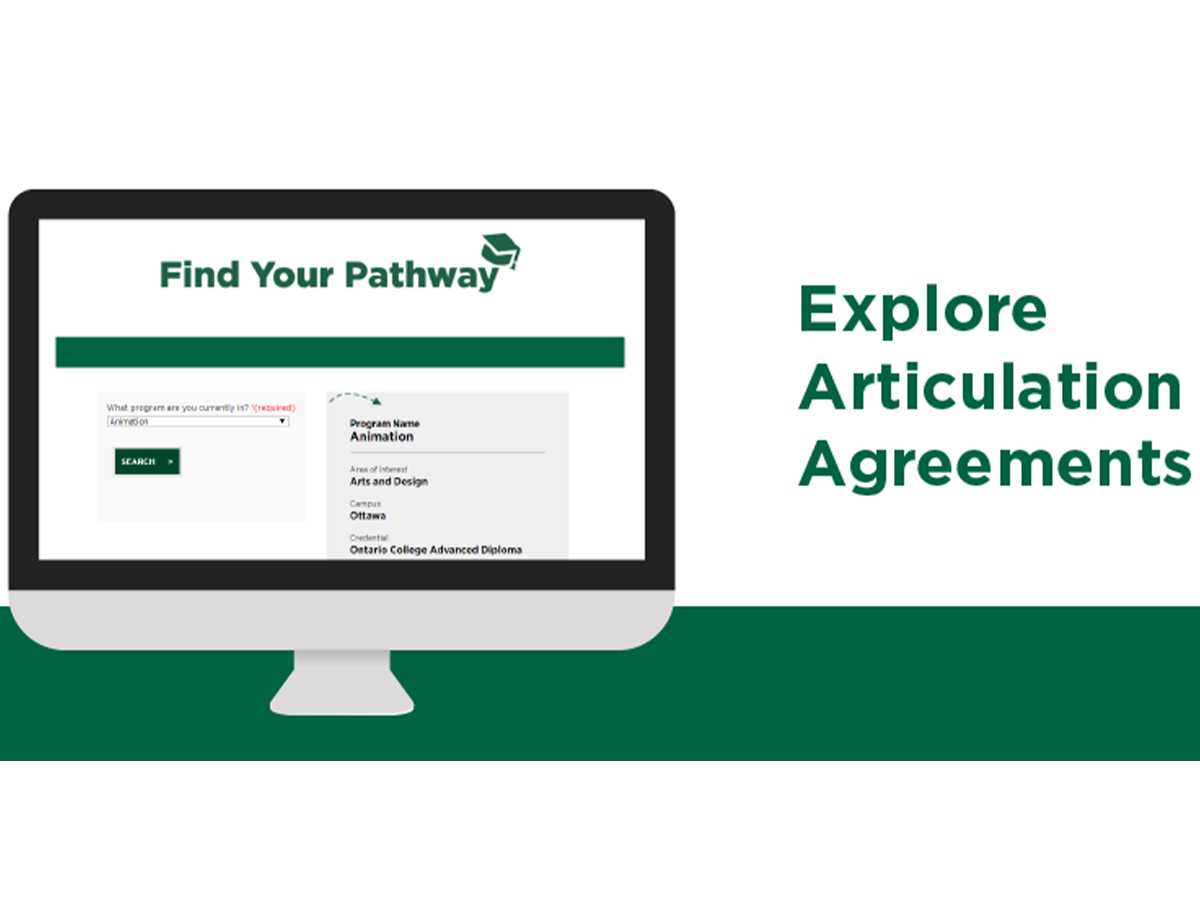 Find Your Pathway
What program are you currently in? *(required)
Animation
SEARCH >
Program Name
Animation
Area of Interest
Arts and Design
Campus
Ottawa
Credential
Ontario College Advanced Diploma
Explore
Articulation
Agreements